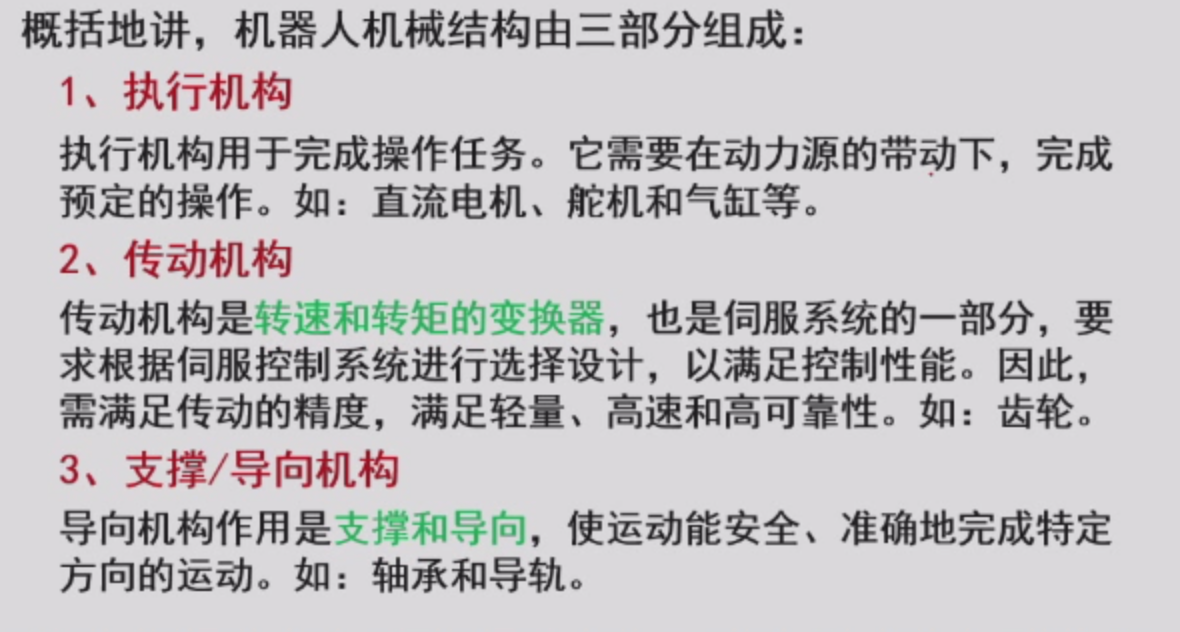 概括地讲，机器人机械结构由三部分组成：
1、执行机构
执行机构用于完成操作任务。它需要在动力源的带动下，完成
预定的操作。如：直流电机、舵机和气缸等。
2、传动机构
传动机构是转速和转矩的变换器，也是伺服系统的一部分，要
求根据伺服控制系统进行选择设计，以满足控制性能。因此，
需满足传动的精度，满足轻量、高速和高可靠性。如：齿轮。
3、支撑/导向机构
导向机构作用是支撑和导向，使运动能安全、准确地完成特定
方向的运动。如：轴承和导轨。